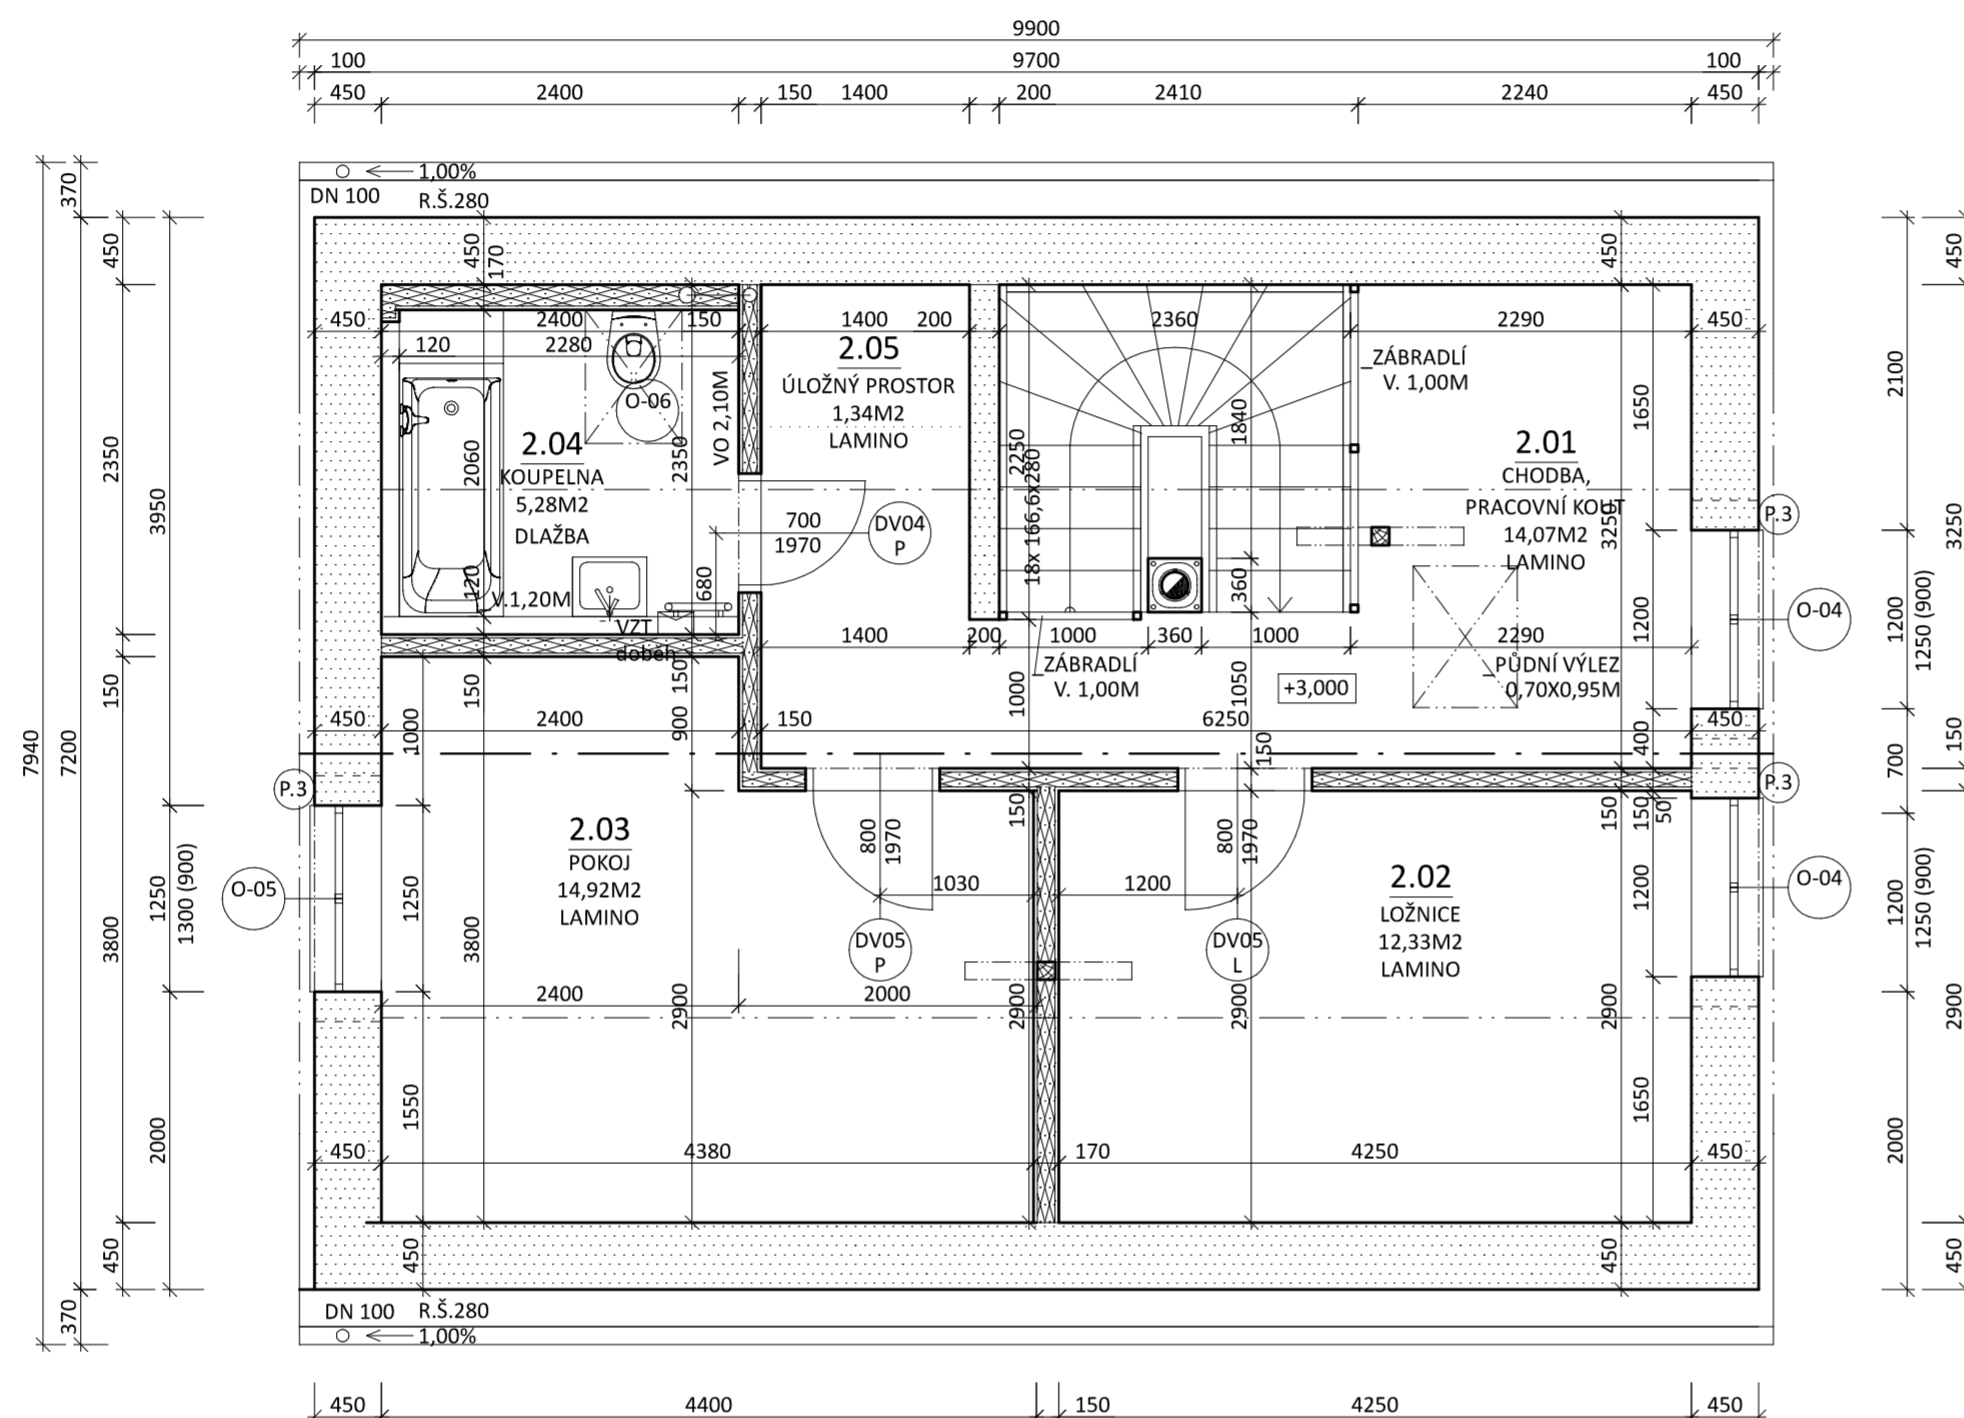 9900
100 9700 100
450 2400 150 1400 200 2410 2240 450
1,00%
DN 100 R.Š.280
370
450
2350
3950
150
7940
7200
1250
1300 (900)
3800
2000
450
370
450
170
450
450 2400 150 1400 200 2360 2290 450
120 2280
2.05
ÚLOŽNÝ PROSTOR
1,34M2
LAMINO
_ZÁBRADLÍ
V. 1,00M
O-06
VO 2,10M
2.04
KOUPELNA
5,28M2
DLAŽBA
2060
2350
2250
18x 166,6x280
1840
1650
2.01
CHODBA,
PRACOVNÍ KOUT
14,07M2
LAMINO
3250
P.3
700
1970
DV04
P
120
V.1,20M
680
360
VZT
doběh
1200
O-04
1400 200 1000 360 1000 2290
_ZÁBRADLÍ
V. 1,00M
+3,000
_PŮDNÍ VÝLEZ
0,70X0,95M
150
150
1000
1050
1000
900
450 2400 150 6250 450
150
400
P.3
P.3
2.03
POKOJ
14,92M2
LAMINO
800
1970
150
800
1970
150
150
50
O-05
1250
3800
1030 1200
2.02
LOŽNICE
12,33M2
LAMINO
1200
O-04
DV05
P
DV05
L
2400 2000
2900
2900
2900
2900
1550
1650
450 4380 170 4250 450
450
450
450
2100
3250
1200
1250 (900)
700
150
1200
1250 (900)
2900
2000
450
DN 100 R.Š.280
1,00%
450 4400 150 4250 450